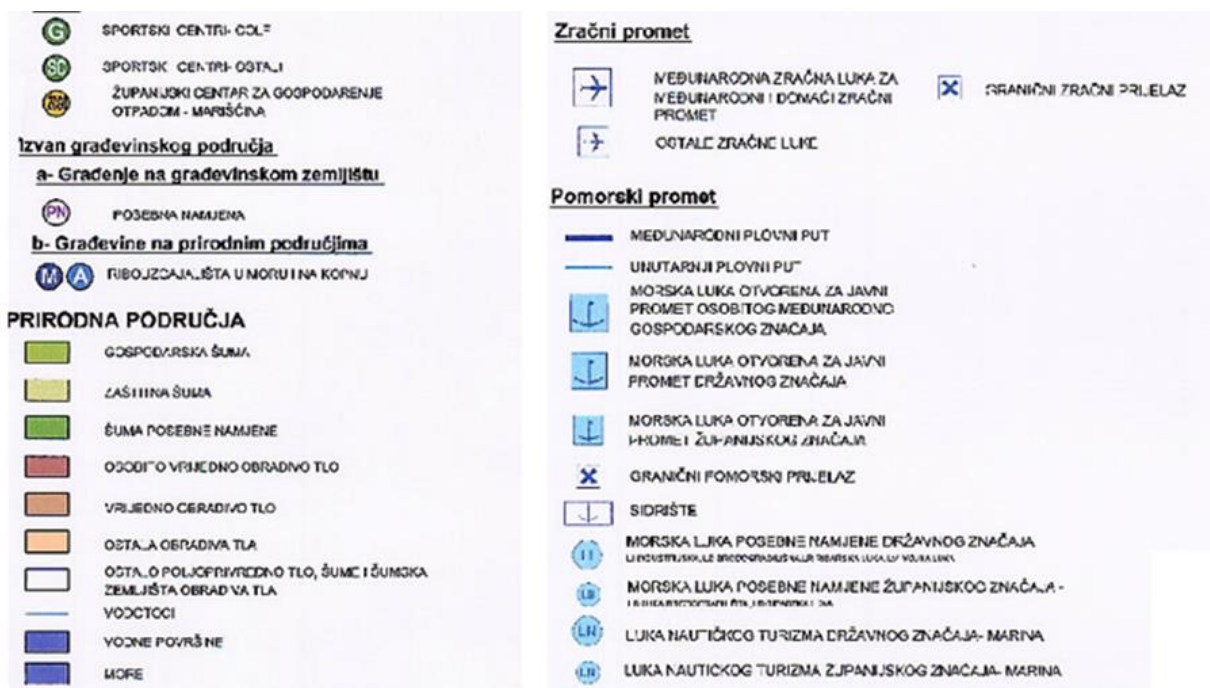 G SPORTSKI CENTRI- GOLF
SPORTSKI CENTRI- OSTALI
ŽUPANIJSKI CENTAR ZA GOSPODARENJE
OTPADOM - MARIŠĆINA
Izvan građevinskog područja
a- Građenje na građevinskom zemljištu
PN POSEBNA NAMJENA
b- Građevine na prirodnim područjima
M A RIBOUZGAJALIŠTA U MORU I NA KOPNU
PRIRODNA PODRUČJA
GOSPODARSKA ŠUMA
ZAŠTITNA ŠUMA
ŠUMA POSEBNE NAMJENE
OSOBITO VRIJEDNO OBRADIVO TLO
VRIJEDNO OBRADIVO TLO
OSTALA OBRADIVA TLA
OSTALO POLJOPRIVREDNO TLO, ŠUME I ŠUMSKA
ZEMLJIŠTA OBRADIVA TLA
VODOTOCI
VODNE POVRŠINE
MORE
Zračni promet
MEĐUNARODNA ZRAČNA LUKA ZA
MEĐUNARODNI I DOMAĆI ZRAČNI
PROMET
GRANIČNI ZRAČNI PRIJELAZ
OSTALE ZRAČNE LUKE
Pomorski promet
MEĐUNARODNI PLOVNI PUT
UNUTARNJI PLOVNI PUT
MORSKA LUKA OTVORENA ZA JAVNI
PROMET OSOBITOG MEĐUNARODNO
GOSPODARSKOG ZNAČAJA
MORSKA LUKA OTVORENA ZA JAVNI
PROMET DRŽAVNOG ZNAČAJA
MORSKA LUKA OTVORENA ZA JAVNI
PROMET ŽUPANIJSKOG ZNAČAJA
GRANIČNI POMORSKI PRIJELAZ
SIDRIŠTE
MORSKA LUKA POSEBNE NAMJENE DRŽAVNOG ZNAČAJA
MORSKA LUKA POSEBNE NAMJENE ŽUPANIJSKOG ZNAČAJA -
LN LUKA NAUTIČKOG TURIZMA DRŽAVNOG ZNAČAJA- MARINA
LN LUKA NAUTIČKOG TURIZMA ŽUPANIJSKOG ZNAČAJA- MARINA